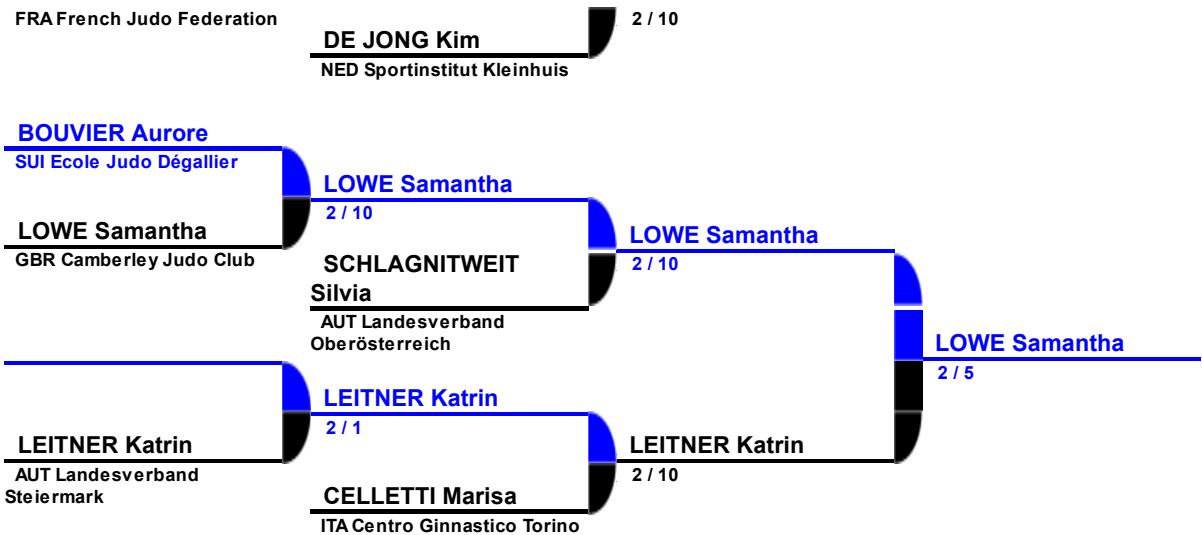 FRA French Judo Federation
2 / 10
DE JONG Kim
NED Sportinstitut Kleinhuis
BOUVIER Aurore
SUI Ecole Judo Dégallier
LOWE Samantha
2 / 10
LOWE Samantha
GBR Camberley Judo Club
LOWE Samantha
2 / 10
SCHLAGNITWEIT
Silvia
AUT Landesverband
Oberösterreich
LOWE Samantha
2 / 5
LEITNER Katrin
2 / 1
LEITNER Katrin
AUT Landesverband
Steiermark
LEITNER Katrin
2 / 10
CELLETTI Marisa
ITA Centro Ginnastico Torino